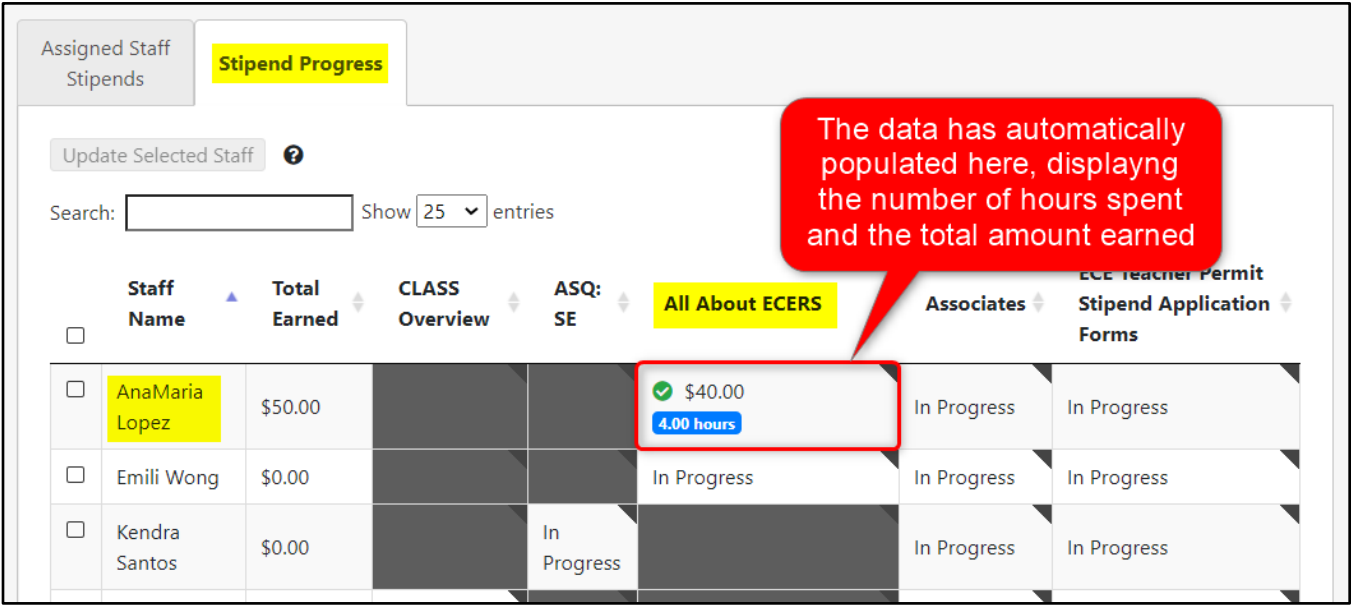 Assigned Staff
Stipends
Stipend Progress
The data has automatically
populated here, displayng
the number of hours spent
and the total amount earned
Update Selected Staff ?
Search: Show 25 entries
Staff
Name
Total
Earned
CLASS
Overview
ASQ:
SE
All About ECERS
Associates
ECE Teacher Permit
Stipend Application
Forms
AnaMaria
Lopez
$50.00
$40.00
4.00 hours
In Progress
In Progress
Emili Wong
$0.00
In Progress
In Progress
In Progress
Kendra
Santos
$0.00
In
Progress
In Progress
In Progress